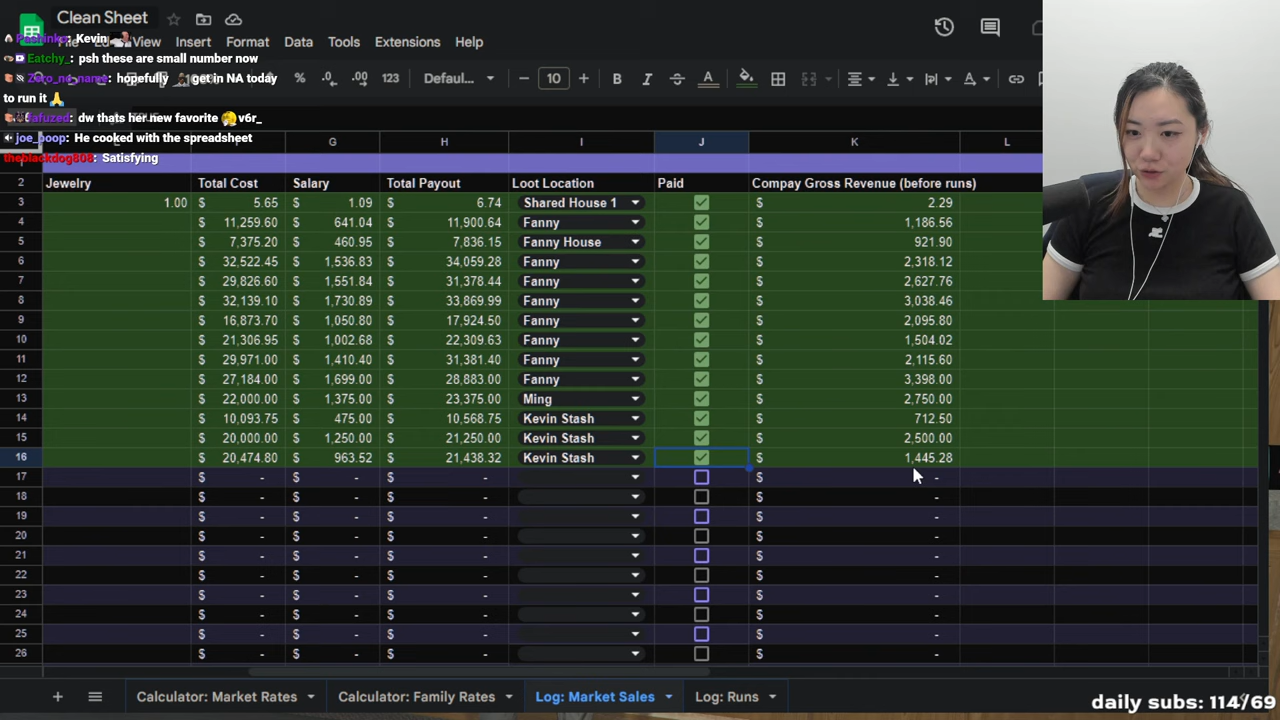 Clean Sheet
Pashinko: Kevin
View Insert Format Data Tools Extensions Help
Eatchy_: psh these are small number now
hopefully get in NA today
to run it
% .0 .00 123 Defaul... 10 B I A
fafuzed: dw thats her new favorite v6r_
joe_poop: He cooked with the spreadsheet
theblackdog808: Satisfying
G H I J K L
1
2 Jewelry Total Cost Salary Total Payout Loot Location Paid Compay Gross Revenue (before runs)
3 1.00 $ 5.65 $ 1.09 $ 6.74 Shared House 1 $ 2.29
4 $ 11,259.60 $ 641.04 $ 11,900.64 Fanny $ 1,186.56
5 $ 7,375.20 $ 460.95 $ 7,836.15 Fanny House $ 921.90
6 $ 32,522.45 $ 1,536.83 $ 34,059.28 Fanny $ 2,318.12
7 $ 29,826.60 $ 1,551.84 $ 31,378.44 Fanny $ 2,627.76
8 $ 32,139.10 $ 1,730.89 $ 33,869.99 Fanny $ 3,038.46
9 $ 16,873.70 $ 1,050.80 $ 17,924.50 Fanny $ 2,095.80
10 $ 21,306.95 $ 1,002.68 $ 22,309.63 Fanny $ 1,504.02
11 $ 29,971.00 $ 1,410.40 $ 31,381.40 Fanny $ 2,115.60
12 $ 27,184.00 $ 1,699.00 $ 28,883.00 Fanny $ 3,398.00
13 $ 22,000.00 $ 1,375.00 $ 23,375.00 Ming $ 2,750.00
14 $ 10,093.75 $ 475.00 $ 10,568.75 Kevin Stash $ 712.50
15 $ 20,000.00 $ 1,250.00 $ 21,250.00 Kevin Stash $ 2,500.00
16 $ 20,474.80 $ 963.52 $ 21,438.32 Kevin Stash $ 1,445.28
17 $ - $ - $ - $ -
18 $ - $ - $ - $ -
19 $ - $ - $ - $ -
20 $ - $ - $ - $ -
21 $ - $ - $ - $ -
22 $ - $ - $ - $ -
23 $ - $ - $ - $ -
24 $ - $ - $ - $ -
25 $ - $ - $ - $ -
26 $ - $ - $ - $ -
Calculator: Market Rates Calculator: Family Rates Log: Market Sales Log: Runs
daily subs: 114/69